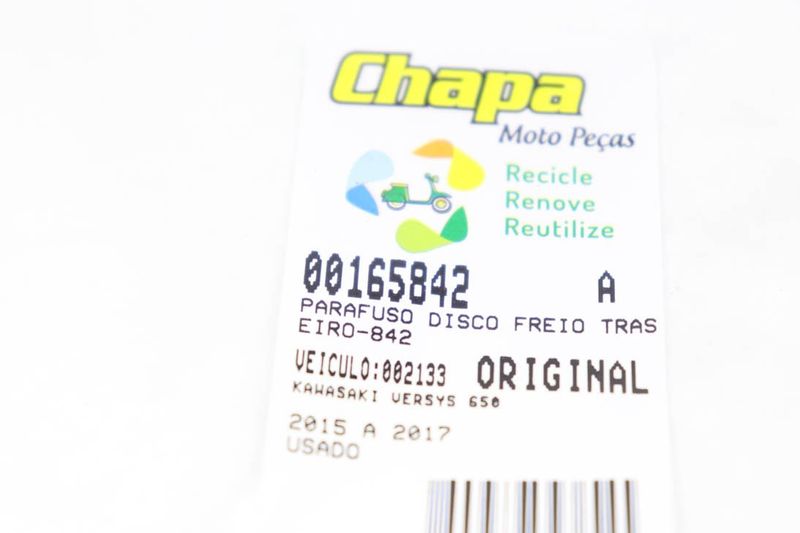 Chapa
Moto Peças
Recicle
Renove
Reutilize
00165842 A
PARAFUSO DISCO FREIO TRAS
EIRO-842
VEICULO:002133 ORIGINAL
KAWASAKI VERSYS 650
2015 A 2017
USADO